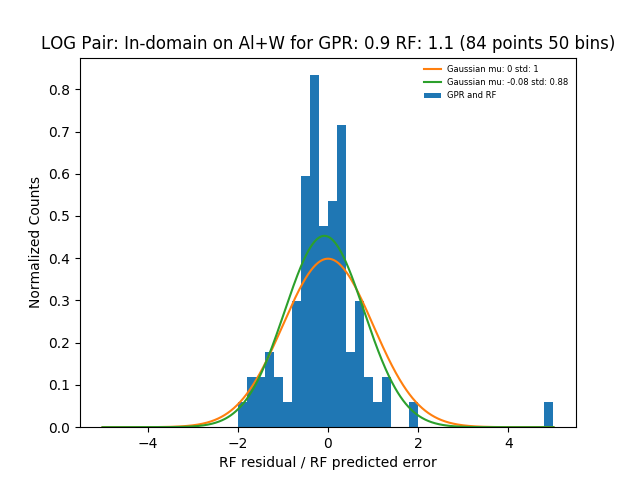 LOG Pair: In-domain on Al+W for GPR: 0.9 RF: 1.1 (84 points 50 bins)
Gaussian mu: 0 std: 1
Gaussian mu: -0.08 std: 0.88
GPR and RF
Normalized Counts
0.8
0.7
0.6
0.5
0.4
0.3
0.2
0.1
0.0
−4 −2 0 2 4
RF residual / RF predicted error